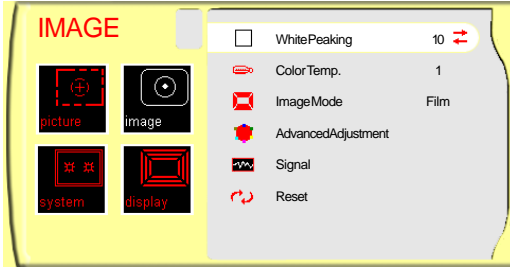 IMAGE
picture
image
system
display
WhitePeaking 10
ColorTemp. 1
ImageMode Film
AdvancedAdjustment
Signal
Reset